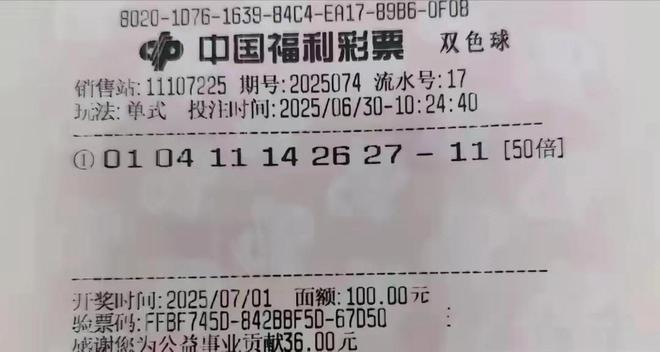 8020-1D76-1639-84C4-EA17-89B6-0F0B
中国福利彩票 双色球
销售站:11107225 期号:2025074 流水号:17
玩法:单式 投注时间:2025/06/30-10:24:40
① 01 04 11 14 26 27 - 11 [50倍]
开奖时间:2025/07/01 面额:100.00元
验票码:FFBF745D-842BBF5D-67D50
感谢您为公益事业贡献36.00元